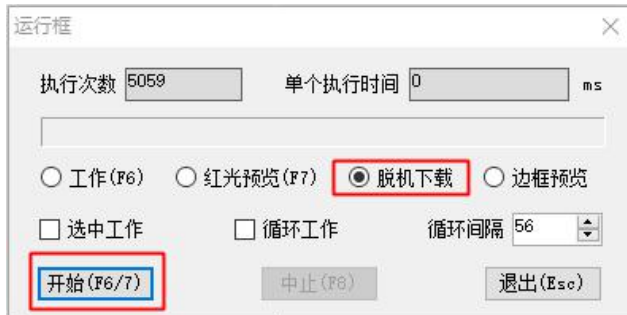 运行框
执行次数 5059 单个执行时间 0 ms
工作(F6) 红光预览(F7) 脱机下载 边框预览
选中工作 循环工作 循环间隔 56
开始(F6/7) 中止(F8) 退出(Esc)